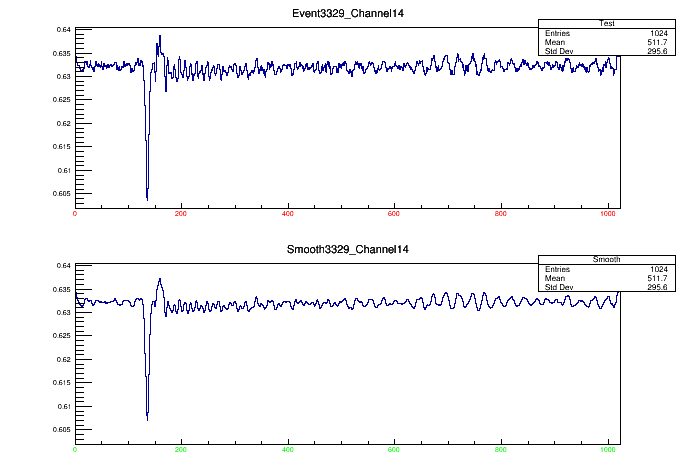 Event3329_Channel14
Test
Entries 1024
Mean 511.7
Std Dev 295.6
0.64
0.635
0.63
0.625
0.62
0.615
0.61
0.605
0 200 400 600 800 1000
Smooth3329_Channel14
Smooth
Entries 1024
Mean 511.7
Std Dev 295.6
0.64
0.635
0.63
0.625
0.62
0.615
0.61
0.605
0 200 400 600 800 1000